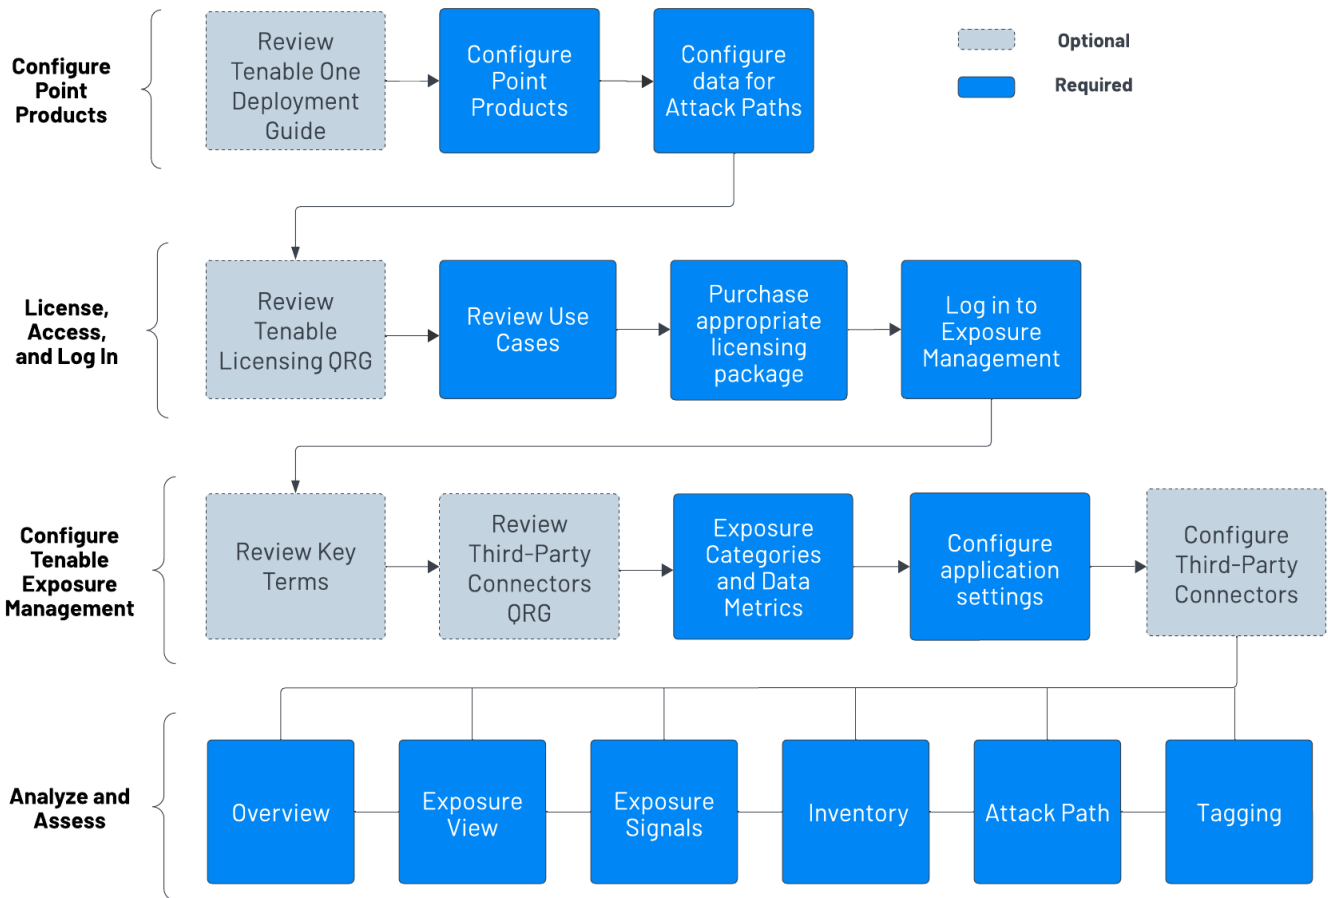 Configure
Point
Products
Review
Tenable One
Deployment
Guide
Configure
Point
Products
Configure
data for
Attack Paths
Optional
Required
License,
Access,
and Log In
Review
Tenable
Licensing QRG
Review Use
Cases
Purchase
appropriate
licensing
package
Log in to
Exposure
Management
Configure
Tenable
Exposure
Management
Review Key
Terms
Review
Third-Party
Connectors
QRG
Exposure
Categories
and Data
Metrics
Configure
application
settings
Configure
Third-Party
Connectors
Analyze and
Assess
Overview
Exposure
View
Exposure
Signals
Inventory
Attack Path
Tagging